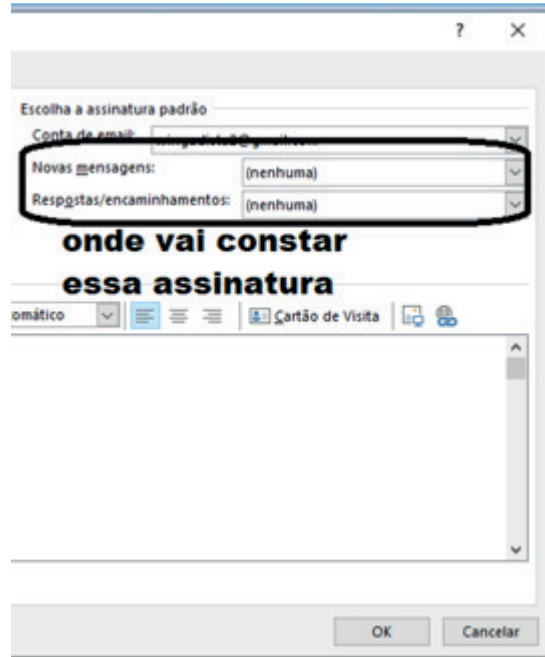 ?
Escolha a assinatura padrão
Conta de email:
Novas mensagens: (nenhuma)
Respostas/encaminhamentos: (nenhuma)
onde vai constar
essa assinatura
omático Cartão de Visita
OK Cancelar